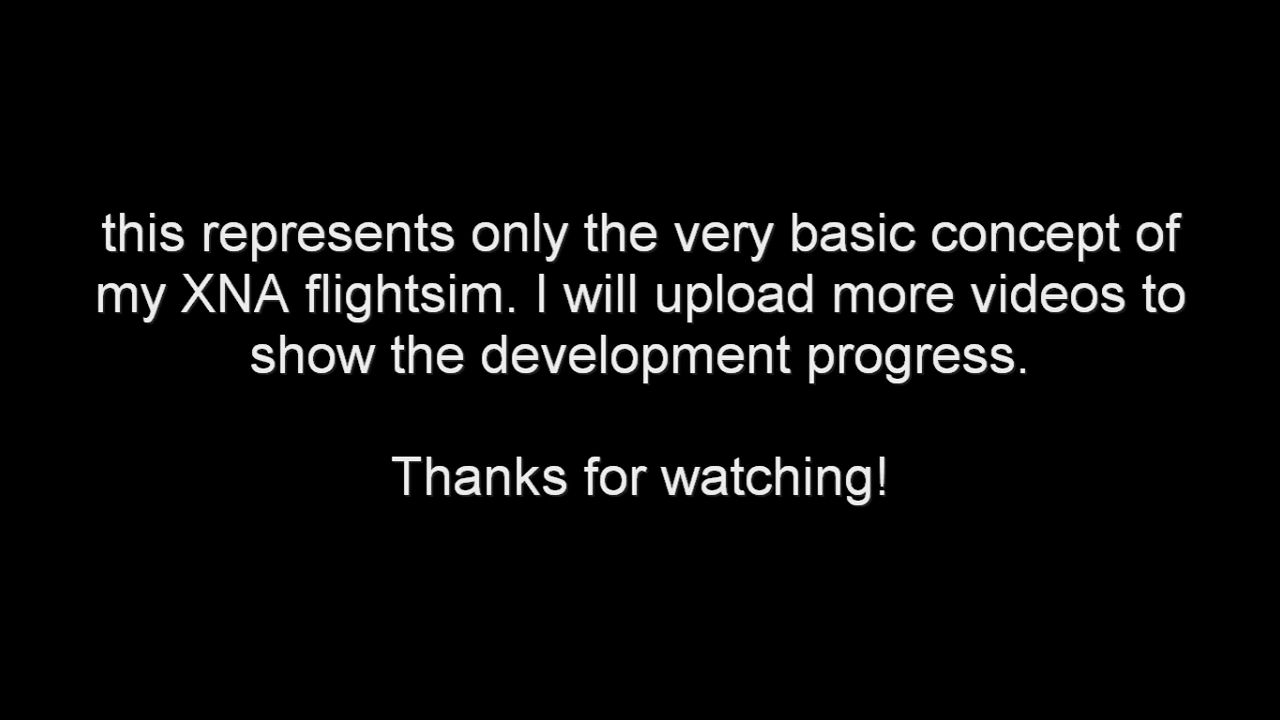 this represents only the very basic concept of
my XNA flightsim. I will upload more videos to
show the development progress.
Thanks for watching!